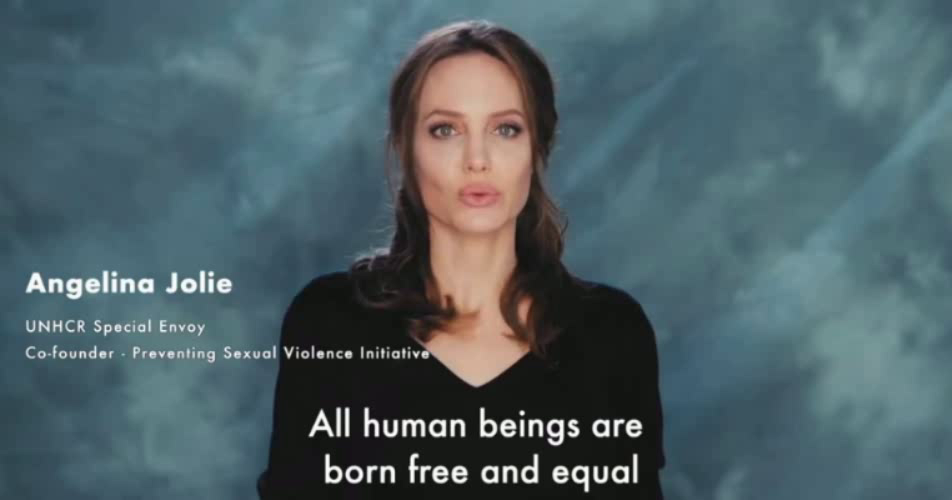 Angelina Jolie
UNHCR Special Envoy
Co-founder - Preventing Sexual Violence Initiative
All human beings are
born free and equal